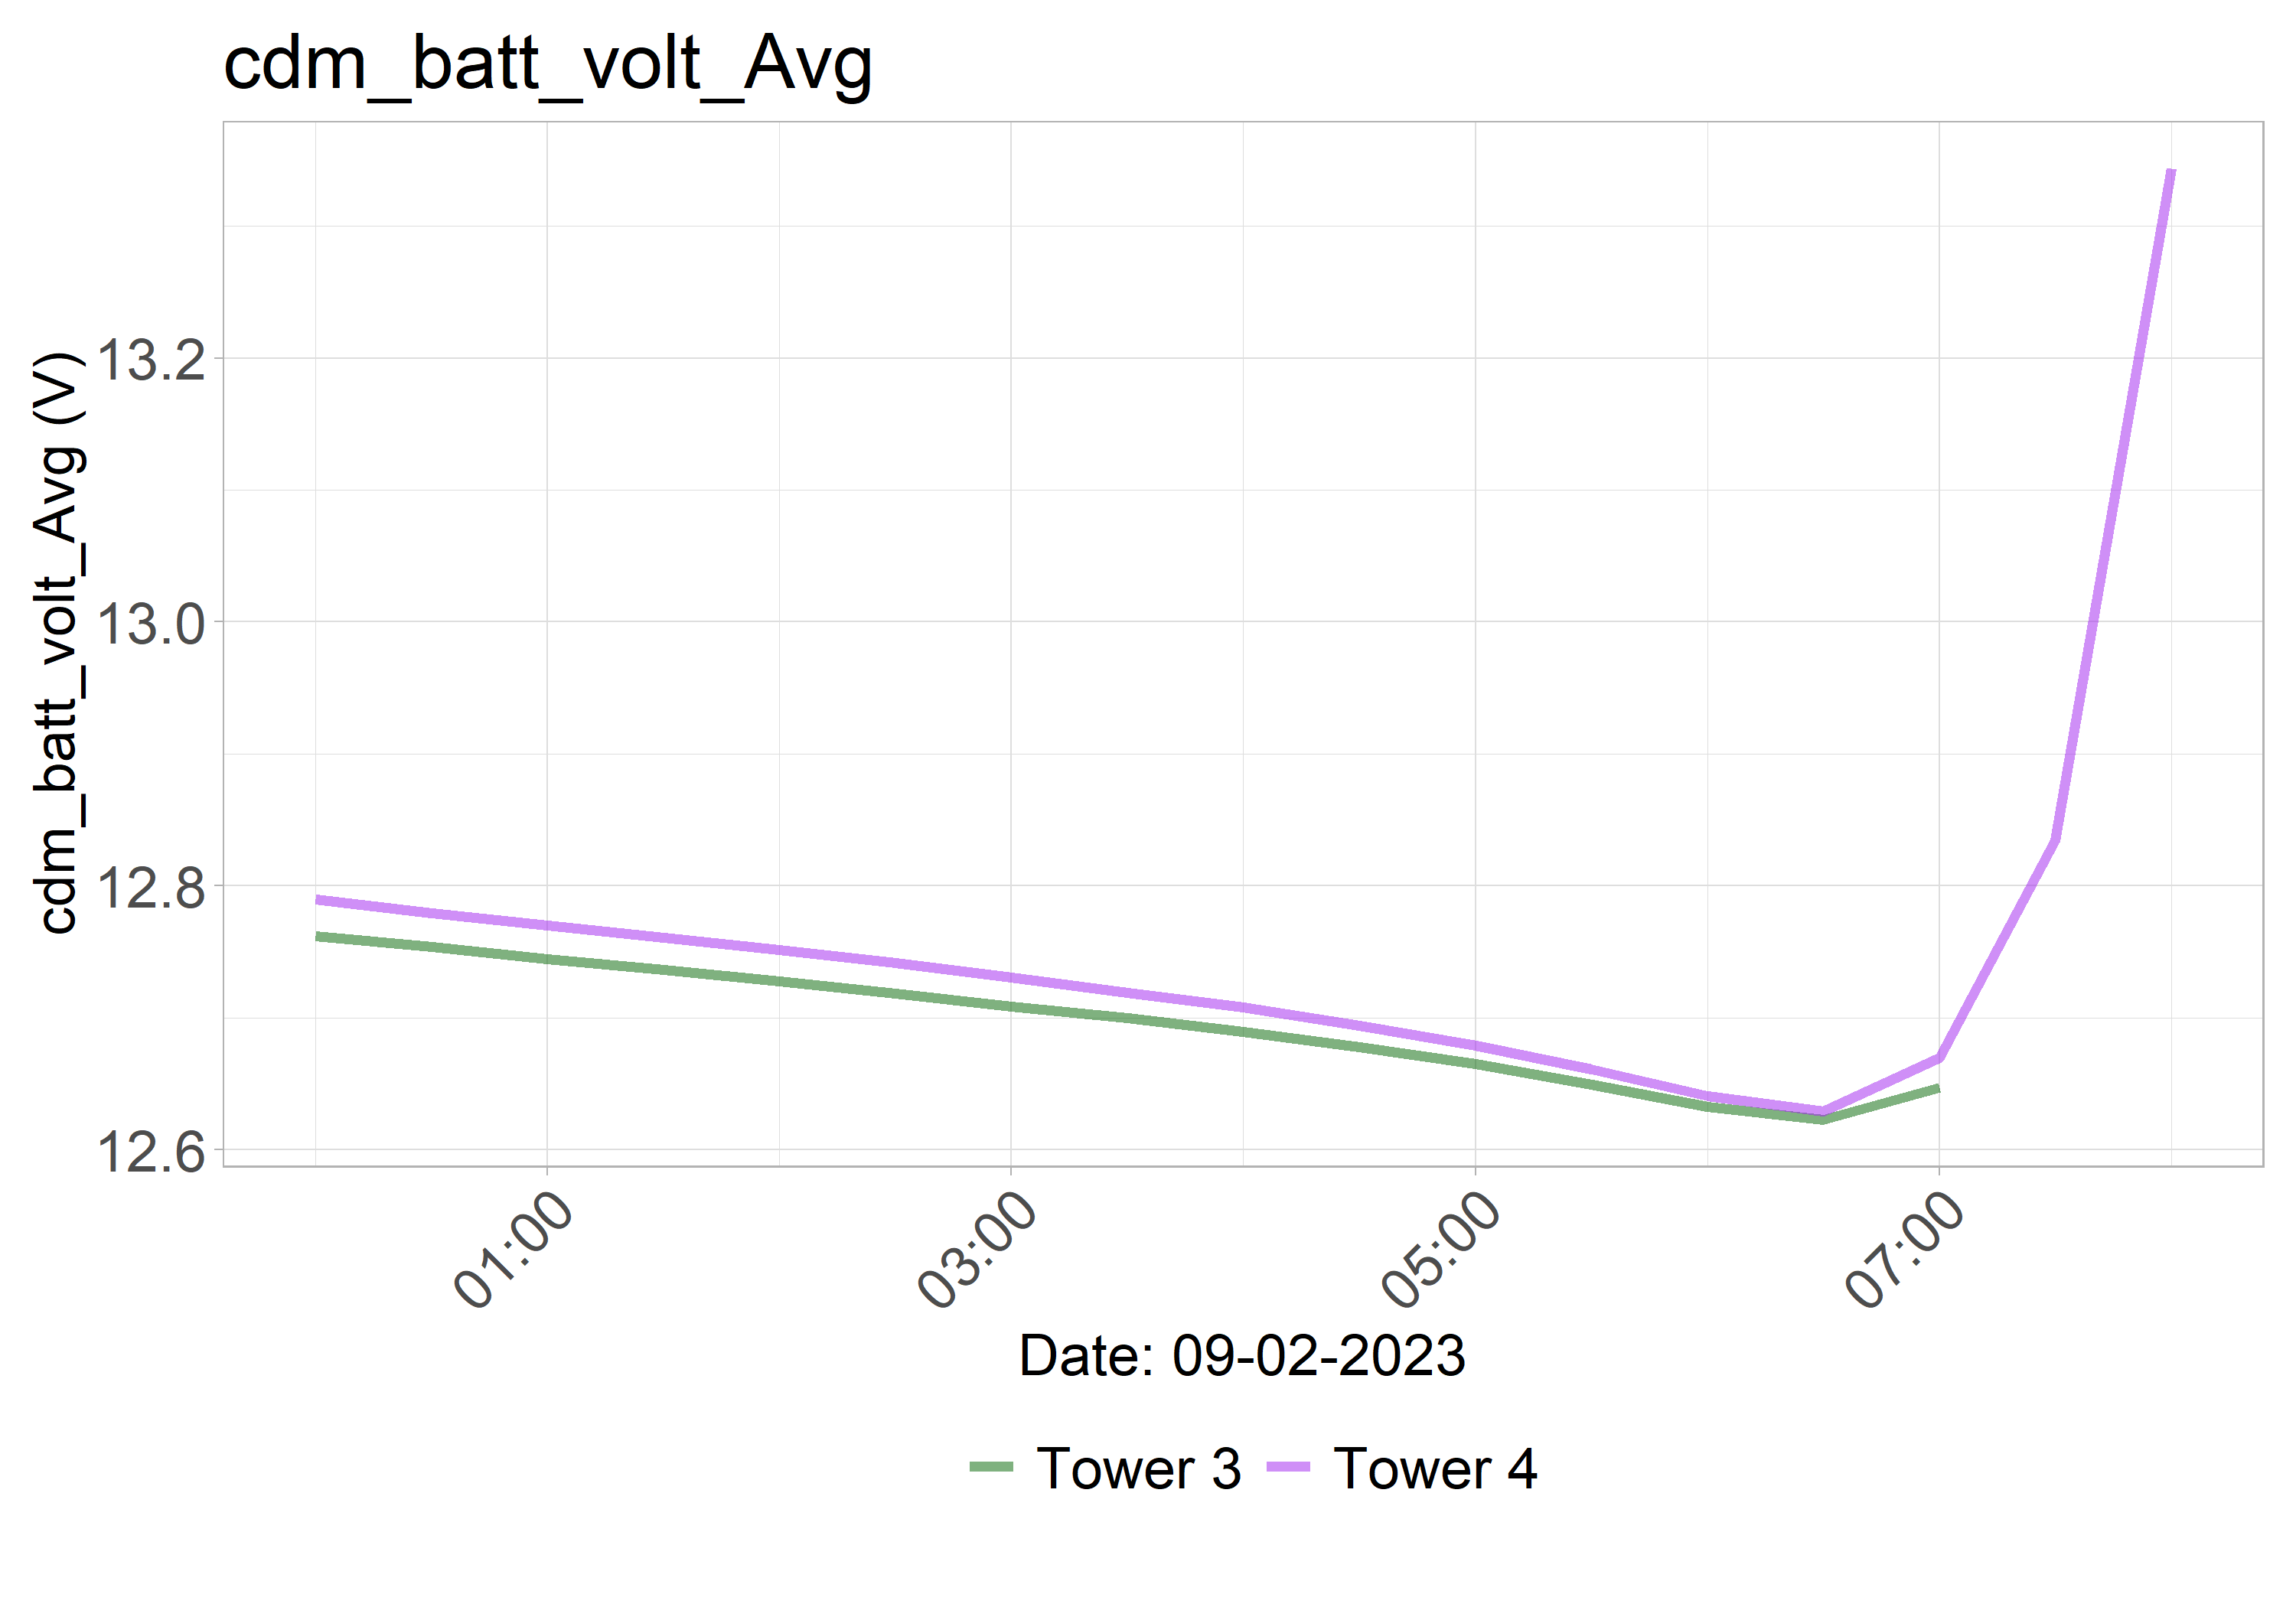 cdm_batt_volt_Avg
cdm_batt_volt_Avg (V)
13.2
13.0
12.8
12.6
01:00
03:00
05:00
07:00
Date: 09-02-2023
Tower 3
Tower 4